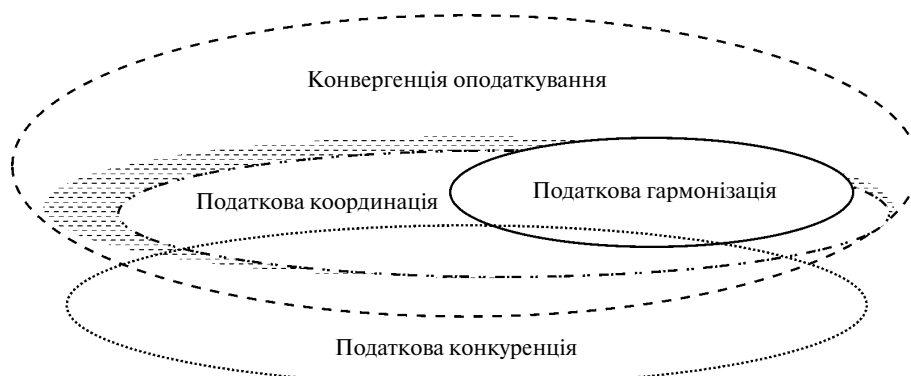 Конвергенція оподаткування
Податкова координація
Податкова гармонізація
Податкова конкуренція